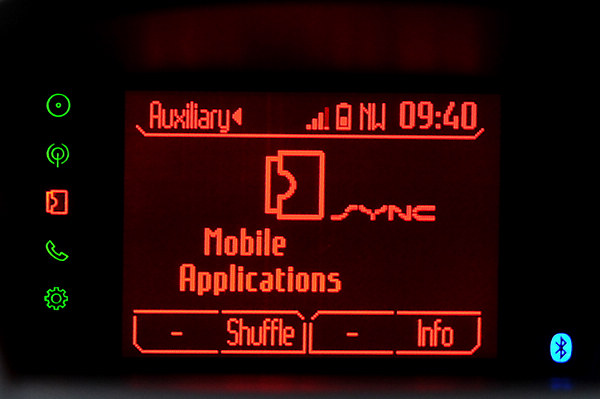 Auxiliary NW 09:40
SYNC
Mobile
Applications
- Shuffle - Info